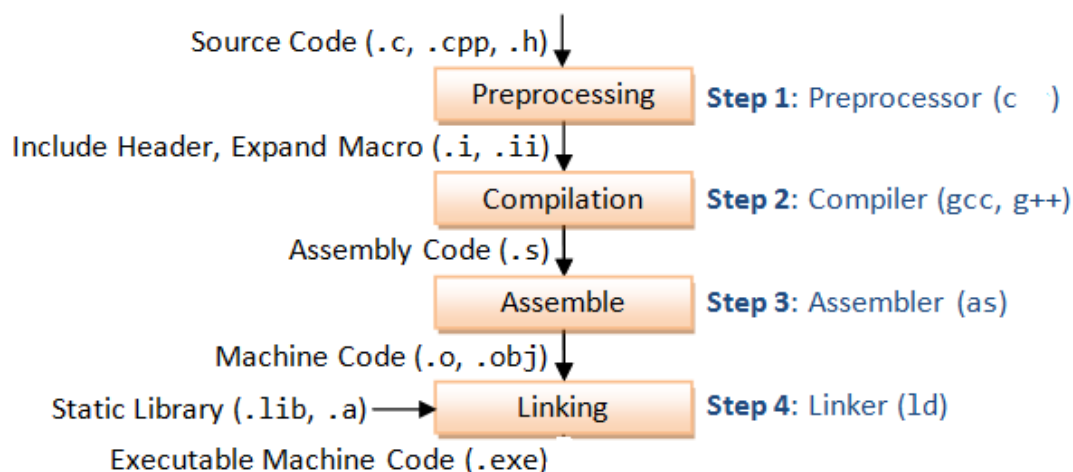 Source Code (.c, .cpp, .h)
Preprocessing
Step 1: Preprocessor (c )
Include Header, Expand Macro (.i, .ii)
Compilation
Step 2: Compiler (gcc, g++)
Assembly Code (.s)
Assemble
Step 3: Assembler (as)
Machine Code (.o, .obj)
Static Library (.lib, .a)
Linking
Step 4: Linker (ld)
Executable Machine Code (.exe)